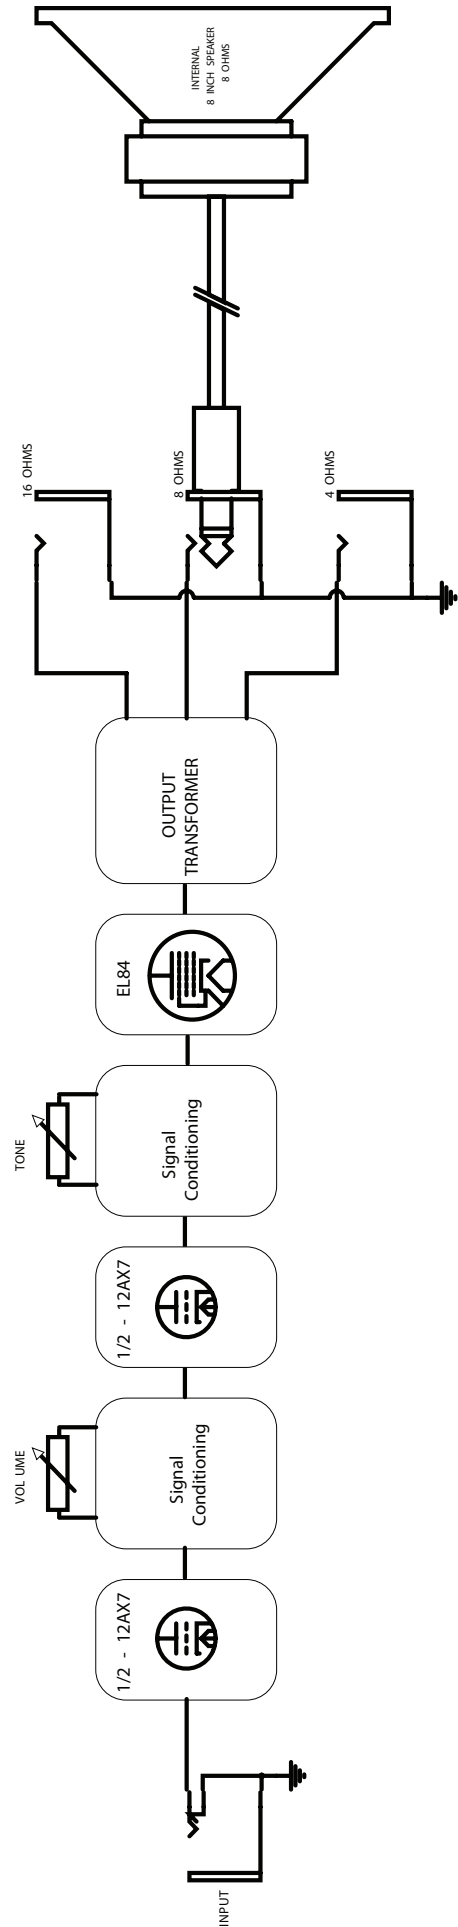 INPUT
1/2 - 12AX7
VOL UME
Signal
Conditioning
1/2 - 12AX7
TONE
Signal
Conditioning
EL84
OUTPUT
TRANSFORMER
16 OHMS
8 OHMS
4 OHMS
INTERNAL
8 INCH SPEAKER
8 OHMS